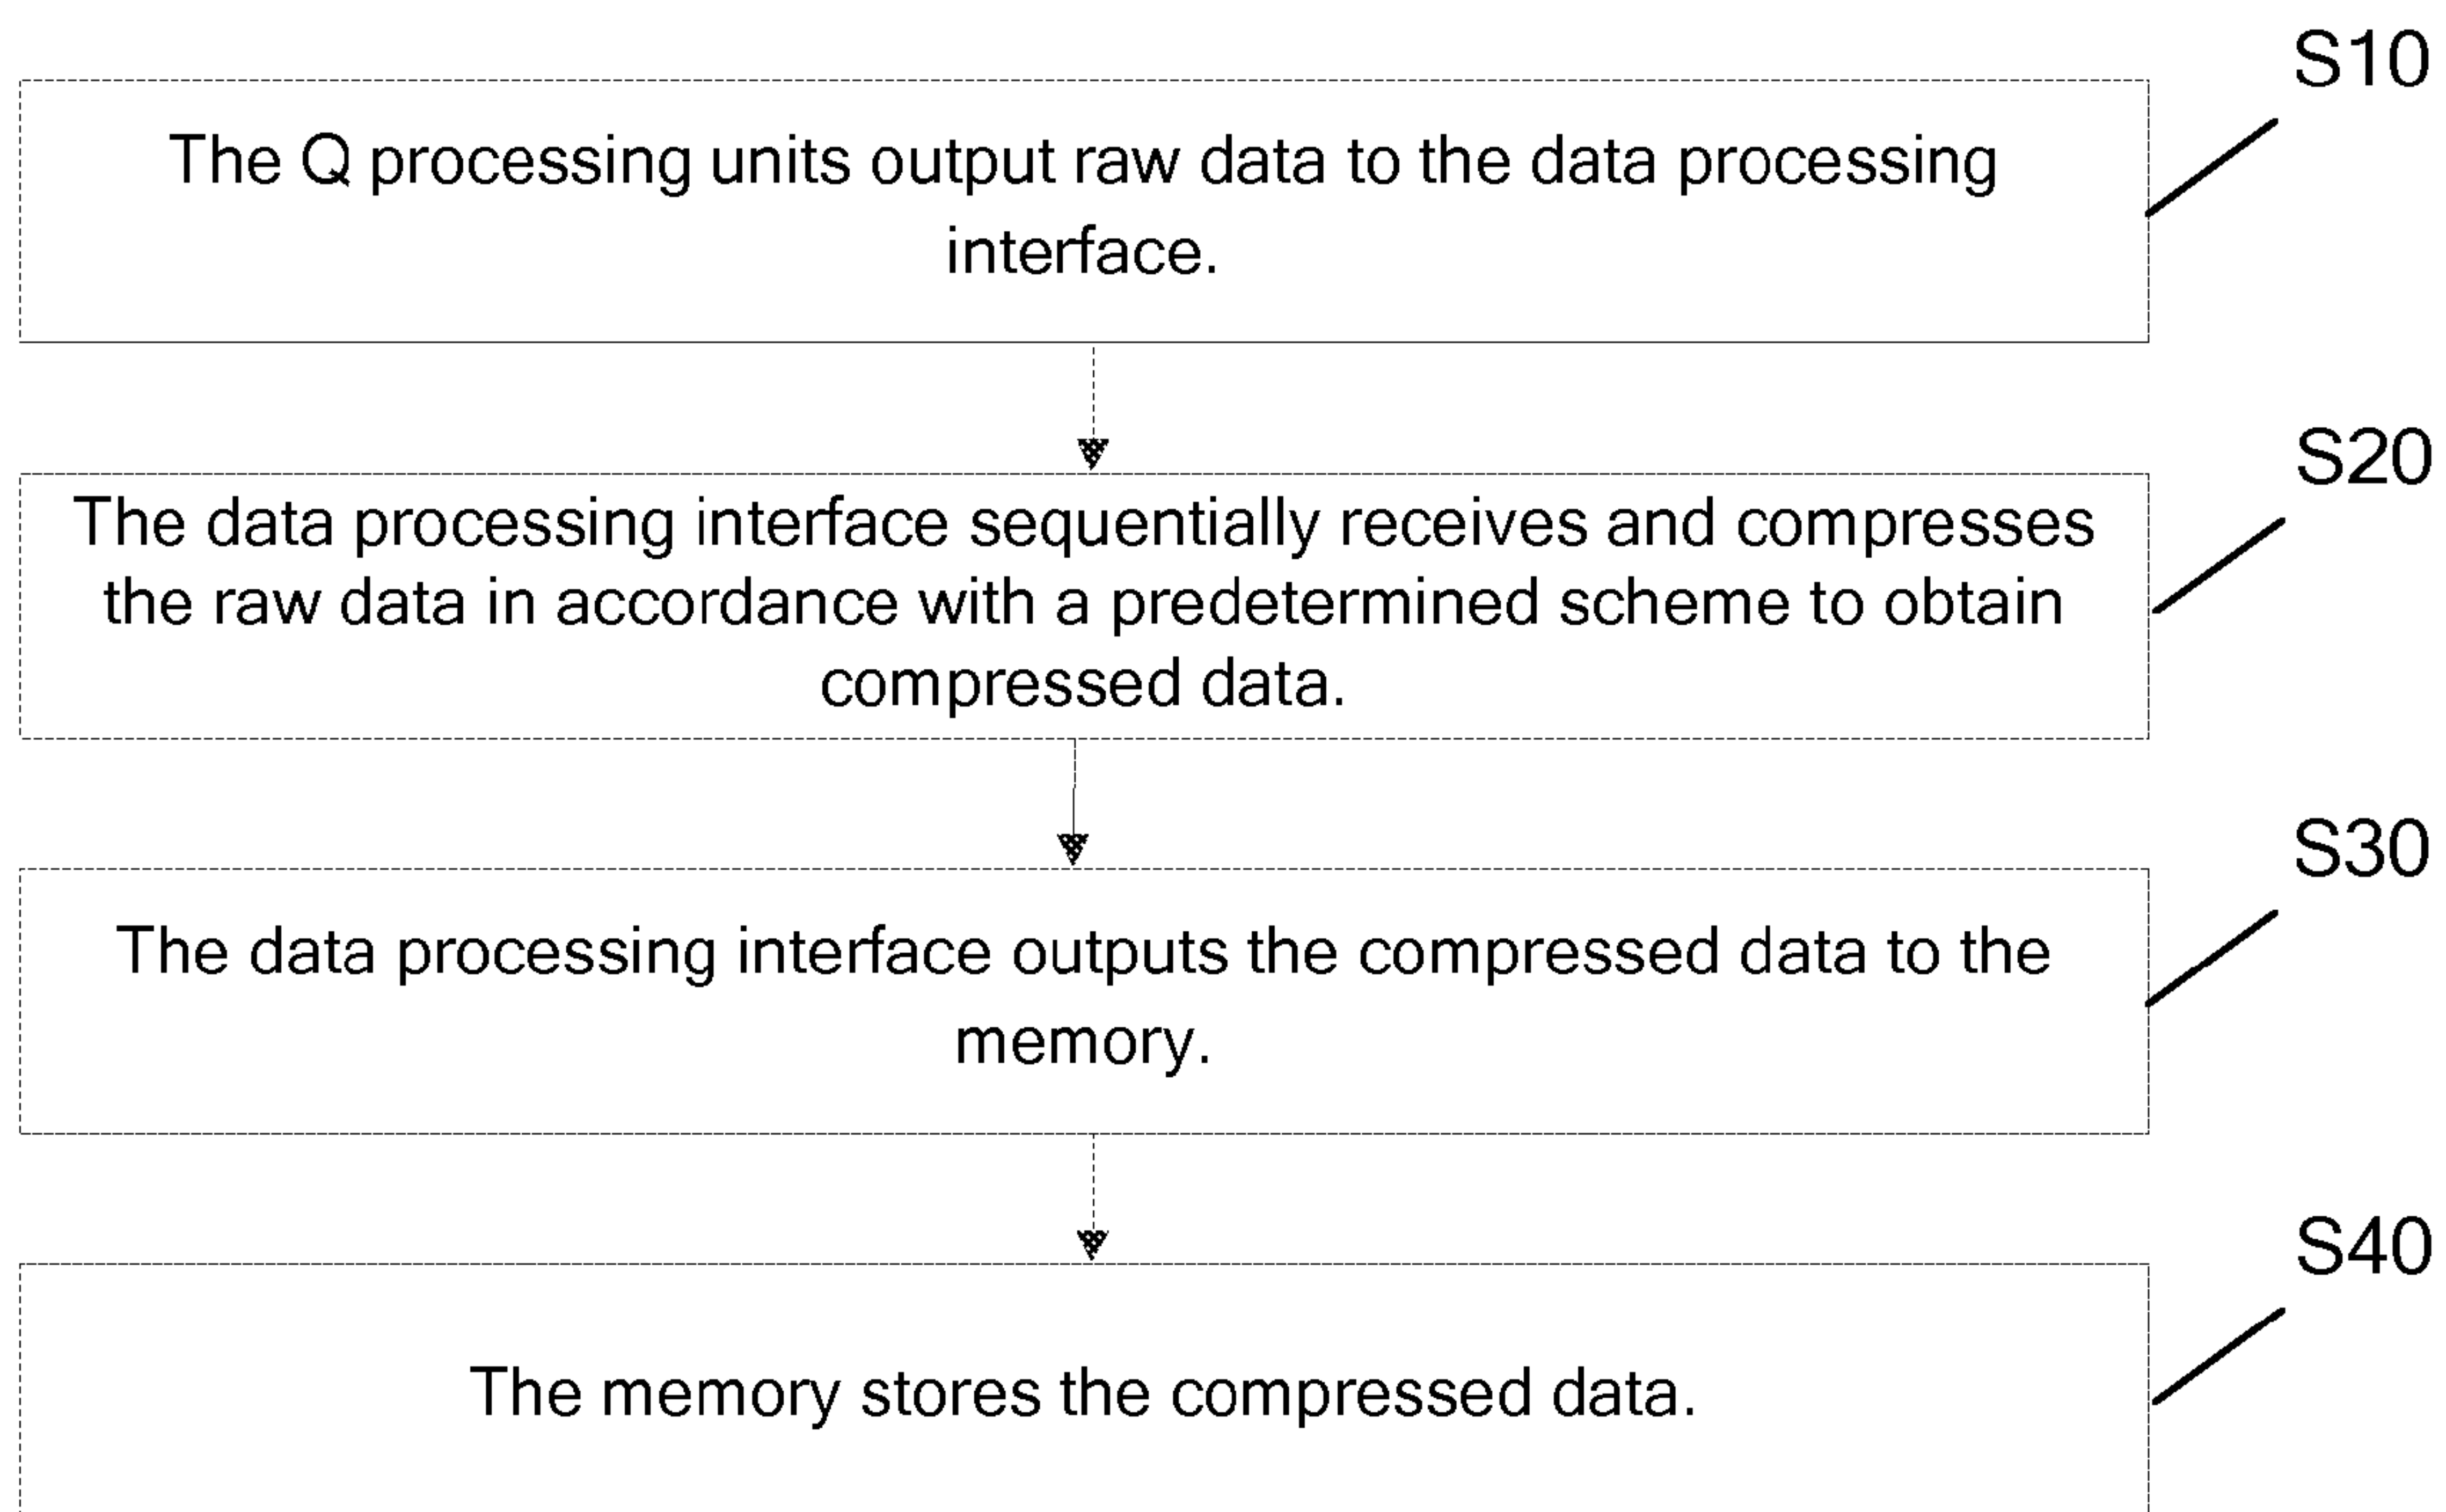 S10
The Q processing units output raw data to the data processing
interface.
S20
The data processing interface sequentially receives and compresses
the raw data in accordance with a predetermined scheme to obtain
compressed data.
S30
The data processing interface outputs the compressed data to the
memory.
S40
The memory stores the compressed data.